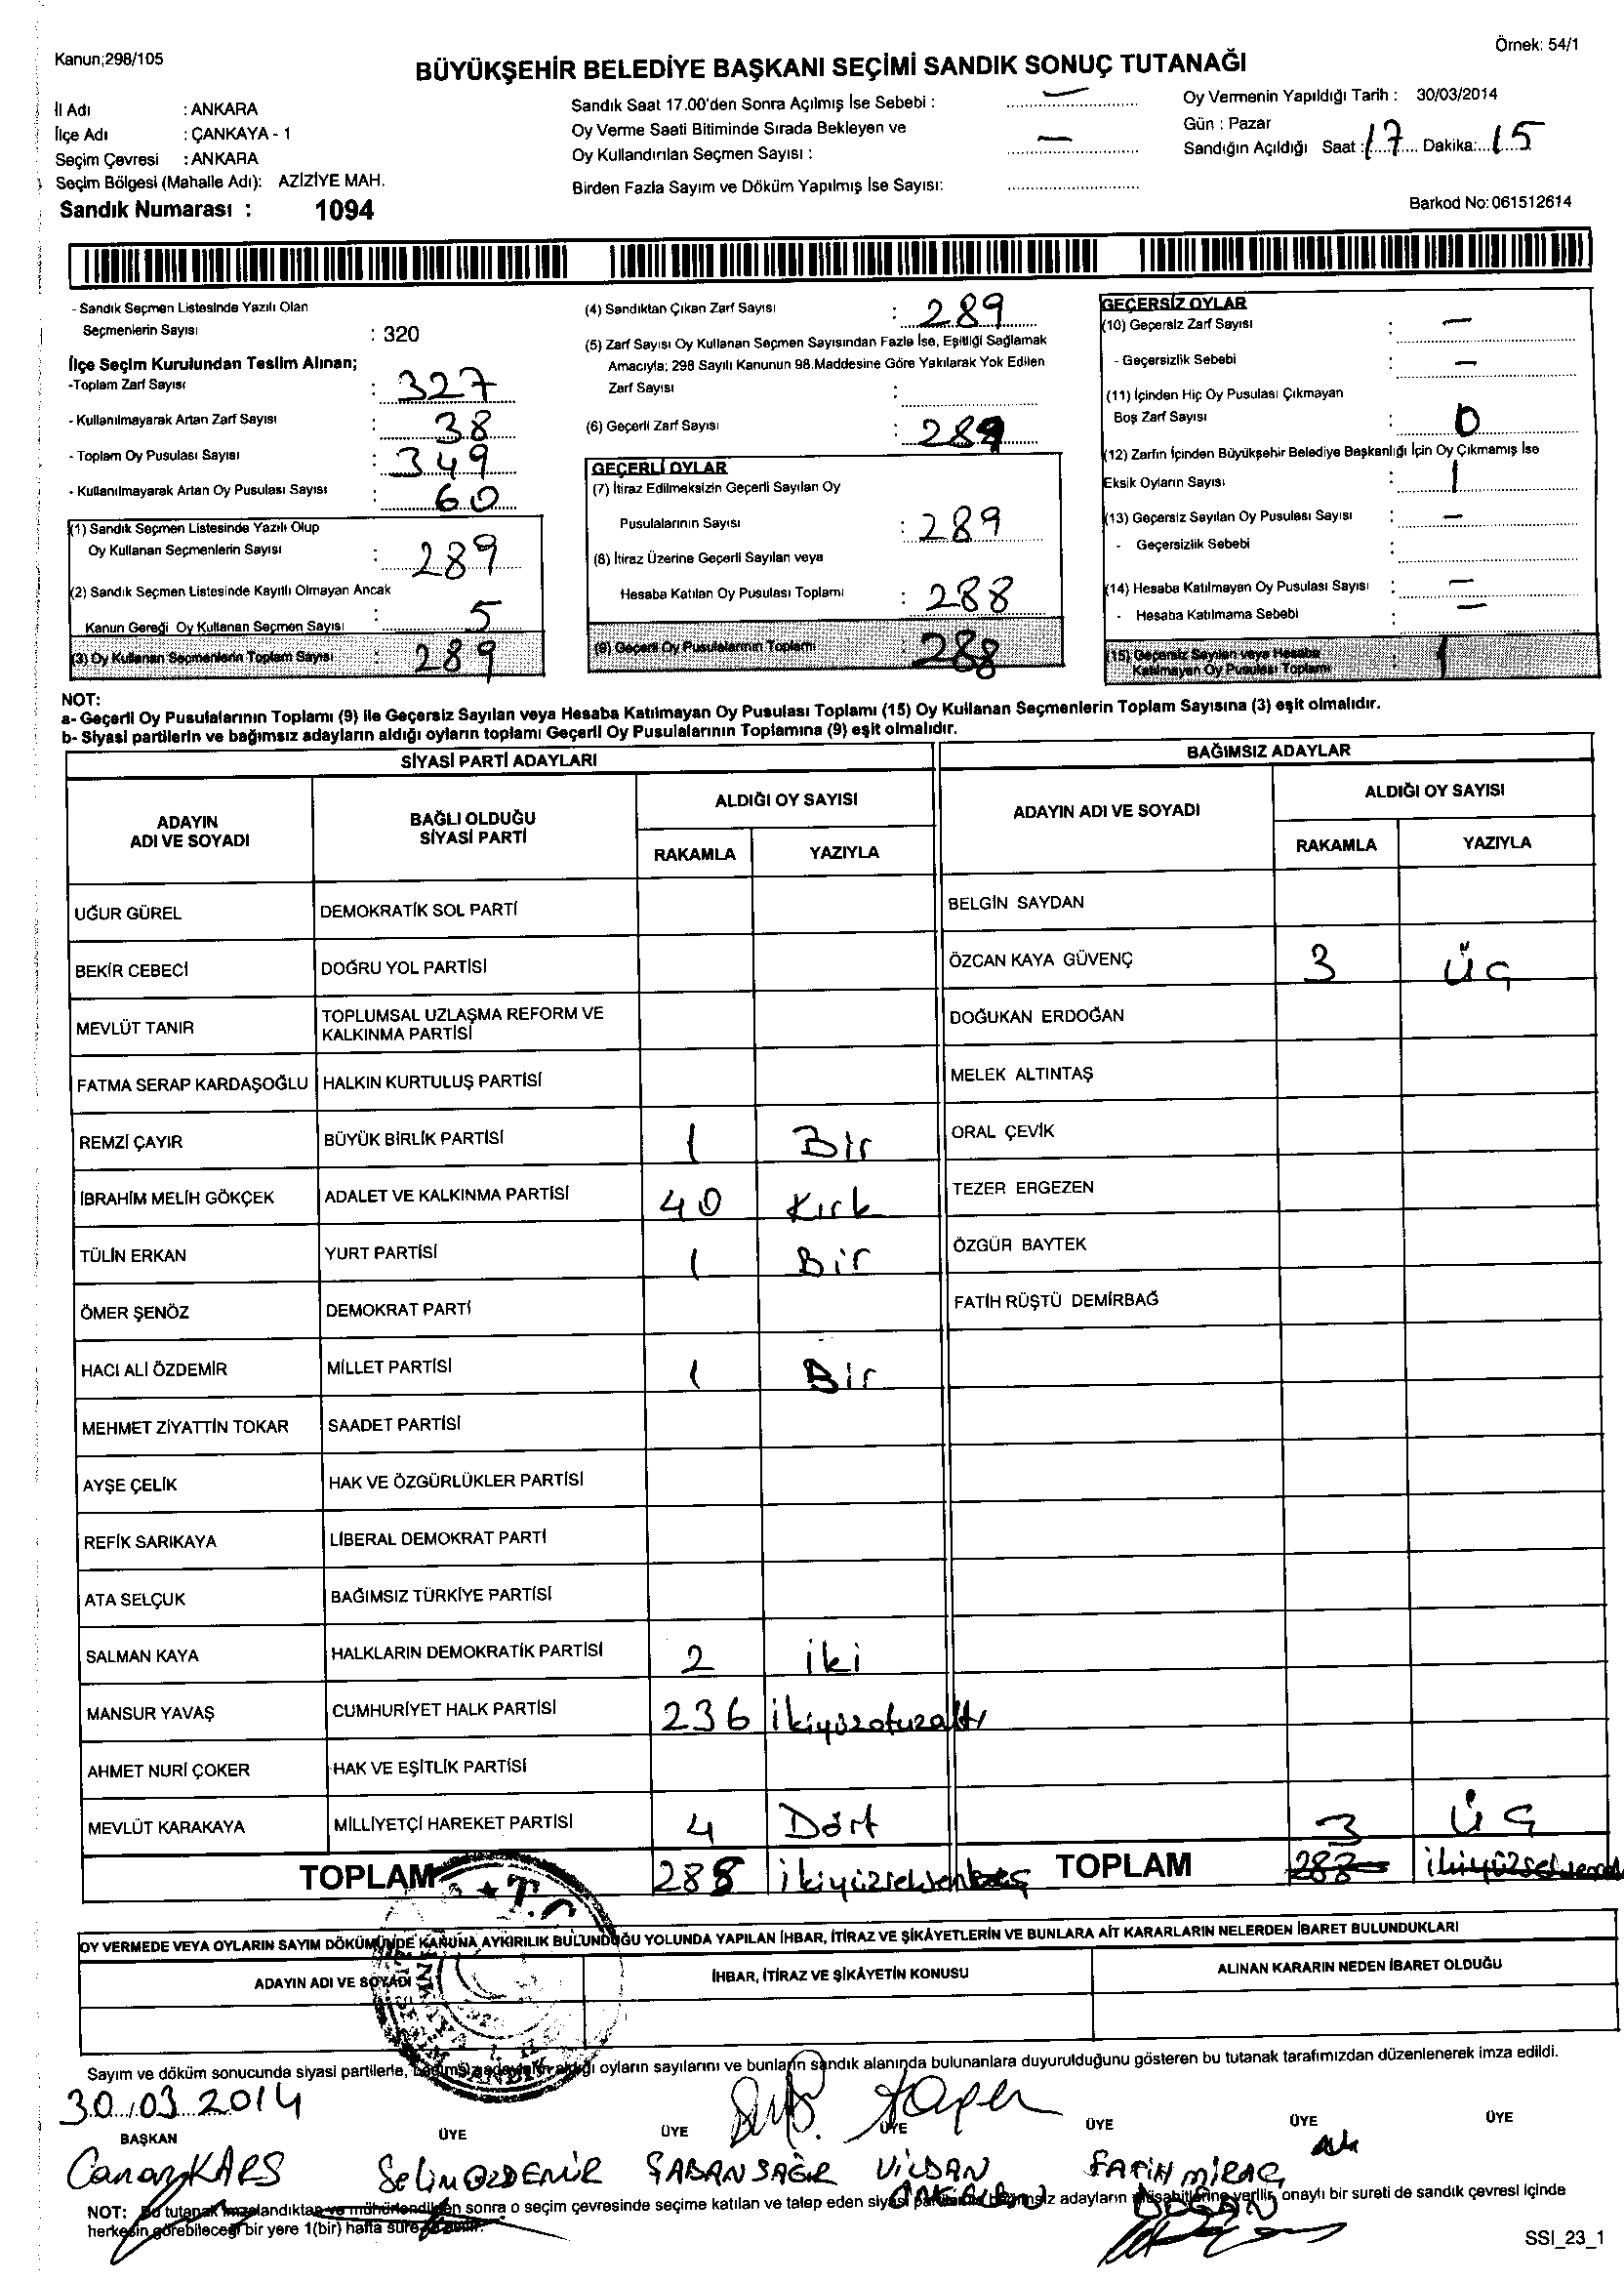 Kanun;298/105
Örnek: 54/1
BÜYÜKŞEHİR BELEDİYE BAŞKANI SEÇİMİ SANDIK SONUÇ TUTANAĞI
İl Adı : ANKARA
İlçe Adı : ÇANKAYA - 1
Seçim Çevresi : ANKARA
Seçim Bölgesi (Mahalle Adı): AZİZİYE MAH.
Sandık Numarası : 1094
Sandık Saat 17.00'den Sonra Açılmış İse Sebebi : —
Oy Verme Saati Bitiminde Sırada Bekleyen ve
Oy Kullandırılan Seçmen Sayısı : —
Birden Fazla Sayım ve Döküm Yapılmış İse Sayısı:
Oy Vermenin Yapıldığı Tarih : 30/03/2014
Gün : Pazar
Sandığın Açıldığı Saat : 17 Dakika: 15
Barkod No: 061512614
- Sandık Seçmen Listesinde Yazılı Olan
Seçmenlerin Sayısı : 320
İlçe Seçim Kurulundan Teslim Alınan;
-Toplam Zarf Sayısı : 327
- Kullanılmayarak Artan Zarf Sayısı : 38
- Toplam Oy Pusulası Sayısı : 349
- Kullanılmayarak Artan Oy Pusulası Sayısı : 60
(1) Sandık Seçmen Listesinde Yazılı Olup
Oy Kullanan Seçmenlerin Sayısı : 289
(2) Sandık Seçmen Listesinde Kayıtlı Olmayan Ancak
Kanun Gereği Oy Kullanan Seçmen Sayısı : 5
(3) Oy Kullanan Seçmenlerin Toplam Sayısı : 289
(4) Sandıktan Çıkan Zarf Sayısı : 289
(5) Zarf Sayısı Oy Kullanan Seçmen Sayısından Fazla İse, Eşitliği Sağlamak
Amacıyla; 298 Sayılı Kanunun 98.Maddesine Göre Yakılarak Yok Edilen
Zarf Sayısı :
(6) Geçerli Zarf Sayısı : 289
GEÇERLİ OYLAR
(7) İtiraz Edilmeksizin Geçerli Sayılan Oy
Pusulalarının Sayısı : 289
(8) İtiraz Üzerine Geçerli Sayılan veya
Hesaba Katılan Oy Pusulası Toplamı : 288
(9) Geçerli Oy Pusulalarının Toplamı : 288
GEÇERSİZ OYLAR
(10) Geçersiz Zarf Sayısı : —
- Geçersizlik Sebebi : —
(11) İçinden Hiç Oy Pusulası Çıkmayan
Boş Zarf Sayısı : 0
(12) Zarfın İçinden Büyükşehir Belediye Başkanlığı İçin Oy Çıkmamış İse
Eksik Oyların Sayısı : 1
(13) Geçersiz Sayılan Oy Pusulası Sayısı : —
- Geçersizlik Sebebi :
(14) Hesaba Katılmayan Oy Pusulası Sayısı : —
- Hesaba Katılmama Sebebi : —
(15) Geçersiz Sayılan veya Hesaba
Katılmayan Oy Pusulası Toplamı : 1
NOT:
a- Geçerli Oy Pusulalarının Toplamı (9) ile Geçersiz Sayılan veya Hesaba Katılmayan Oy Pusulası Toplamı (15) Oy Kullanan Seçmenlerin Toplam Sayısına (3) eşit olmalıdır.
b- Siyasi partilerin ve bağımsız adayların aldığı oyların toplamı Geçerli Oy Pusulalarının Toplamına (9) eşit olmalıdır.
SİYASİ PARTİ ADAYLARI
BAĞIMSIZ ADAYLAR
ADAYIN
ADI VE SOYADI
BAĞLI OLDUĞU
SİYASİ PARTİ
ALDIĞI OY SAYISI
RAKAMLA YAZIYLA
ADAYIN ADI VE SOYADI
ALDIĞI OY SAYISI
RAKAMLA YAZIYLA
UĞUR GÜREL DEMOKRATİK SOL PARTİ BELGİN SAYDAN
BEKİR CEBECİ DOĞRU YOL PARTİSİ ÖZCAN KAYA GÜVENÇ 3 Üç
MEVLÜT TANIR TOPLUMSAL UZLAŞMA REFORM VE
KALKINMA PARTİSİ DOĞUKAN ERDOĞAN
FATMA SERAP KARDAŞOĞLU HALKIN KURTULUŞ PARTİSİ MELEK ALTINTAŞ
REMZİ ÇAYIR BÜYÜK BİRLİK PARTİSİ 1 Bir ORAL ÇEVİK
İBRAHİM MELİH GÖKÇEK ADALET VE KALKINMA PARTİSİ 40 Kırk TEZER ERGEZEN
TÜLİN ERKAN YURT PARTİSİ 1 Bir ÖZGÜR BAYTEK
ÖMER ŞENÖZ DEMOKRAT PARTİ FATİH RÜŞTÜ DEMİRBAĞ
HACI ALİ ÖZDEMİR MİLLET PARTİSİ 1 Bir
MEHMET ZİYATTİN TOKAR SAADET PARTİSİ
AYŞE ÇELİK HAK VE ÖZGÜRLÜKLER PARTİSİ
REFİK SARIKAYA LİBERAL DEMOKRAT PARTİ
ATA SELÇUK BAĞIMSIZ TÜRKİYE PARTİSİ
SALMAN KAYA HALKLARIN DEMOKRATİK PARTİSİ 2 iki
MANSUR YAVAŞ CUMHURİYET HALK PARTİSİ 236 ikiyüzotuzaltı
AHMET NURİ ÇOKER HAK VE EŞİTLİK PARTİSİ
MEVLÜT KARAKAYA MİLLİYETÇİ HAREKET PARTİSİ 4 Dört 3 Üç
TOPLAM 288 TOPLAM 288
OY VERMEDE VEYA OYLARIN SAYIM DÖKÜMÜNDE KANUNA AYKIRILIK BULUNDUĞU YOLUNDA YAPILAN İHBAR, İTİRAZ VE ŞİKÂYETLERİN VE BUNLARA AİT KARARLARIN NELERDEN İBARET BULUNDUKLARI
ADAYIN ADI VE SOYADI İHBAR, İTİRAZ VE ŞİKÂYETİN KONUSU ALINAN KARARIN NEDEN İBARET OLDUĞU
Sayım ve döküm sonucunda siyasi partilerle, bağımsız adayların aldığı oyların sayılarını ve bunların sandık alanında bulunanlara duyurulduğunu gösteren bu tutanak tarafımızdan düzenlenerek imza edildi.
30.03.2014
BAŞKAN ÜYE ÜYE ÜYE ÜYE ÜYE ÜYE
Canay KARS Selin ÖZDEMİR ŞABAN SAĞIR VİLDAN FATİH MİRAÇ
DOĞAN
NOT: Bu tutanak imzalandıktan ve mühürlendikten sonra o seçim çevresinde seçime katılan ve talep eden siyasi partilerle bağımsız adayların müşahitlerine verilir, onaylı bir sureti de sandık çevresi içinde
herkesin görebileceği bir yere 1(bir) hafta süre
SSI_23_1